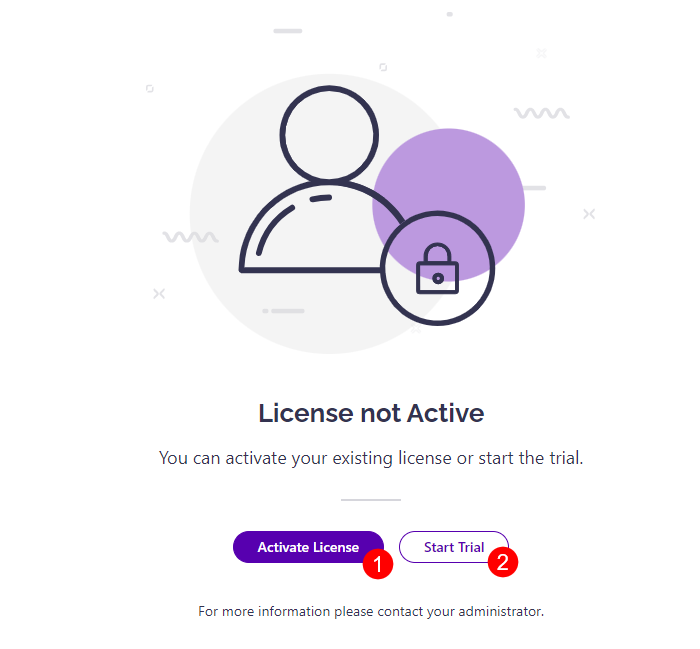 License not Active
You can activate your existing license or start the trial.
Activate License Start Trial
1 2
For more information please contact your administrator.